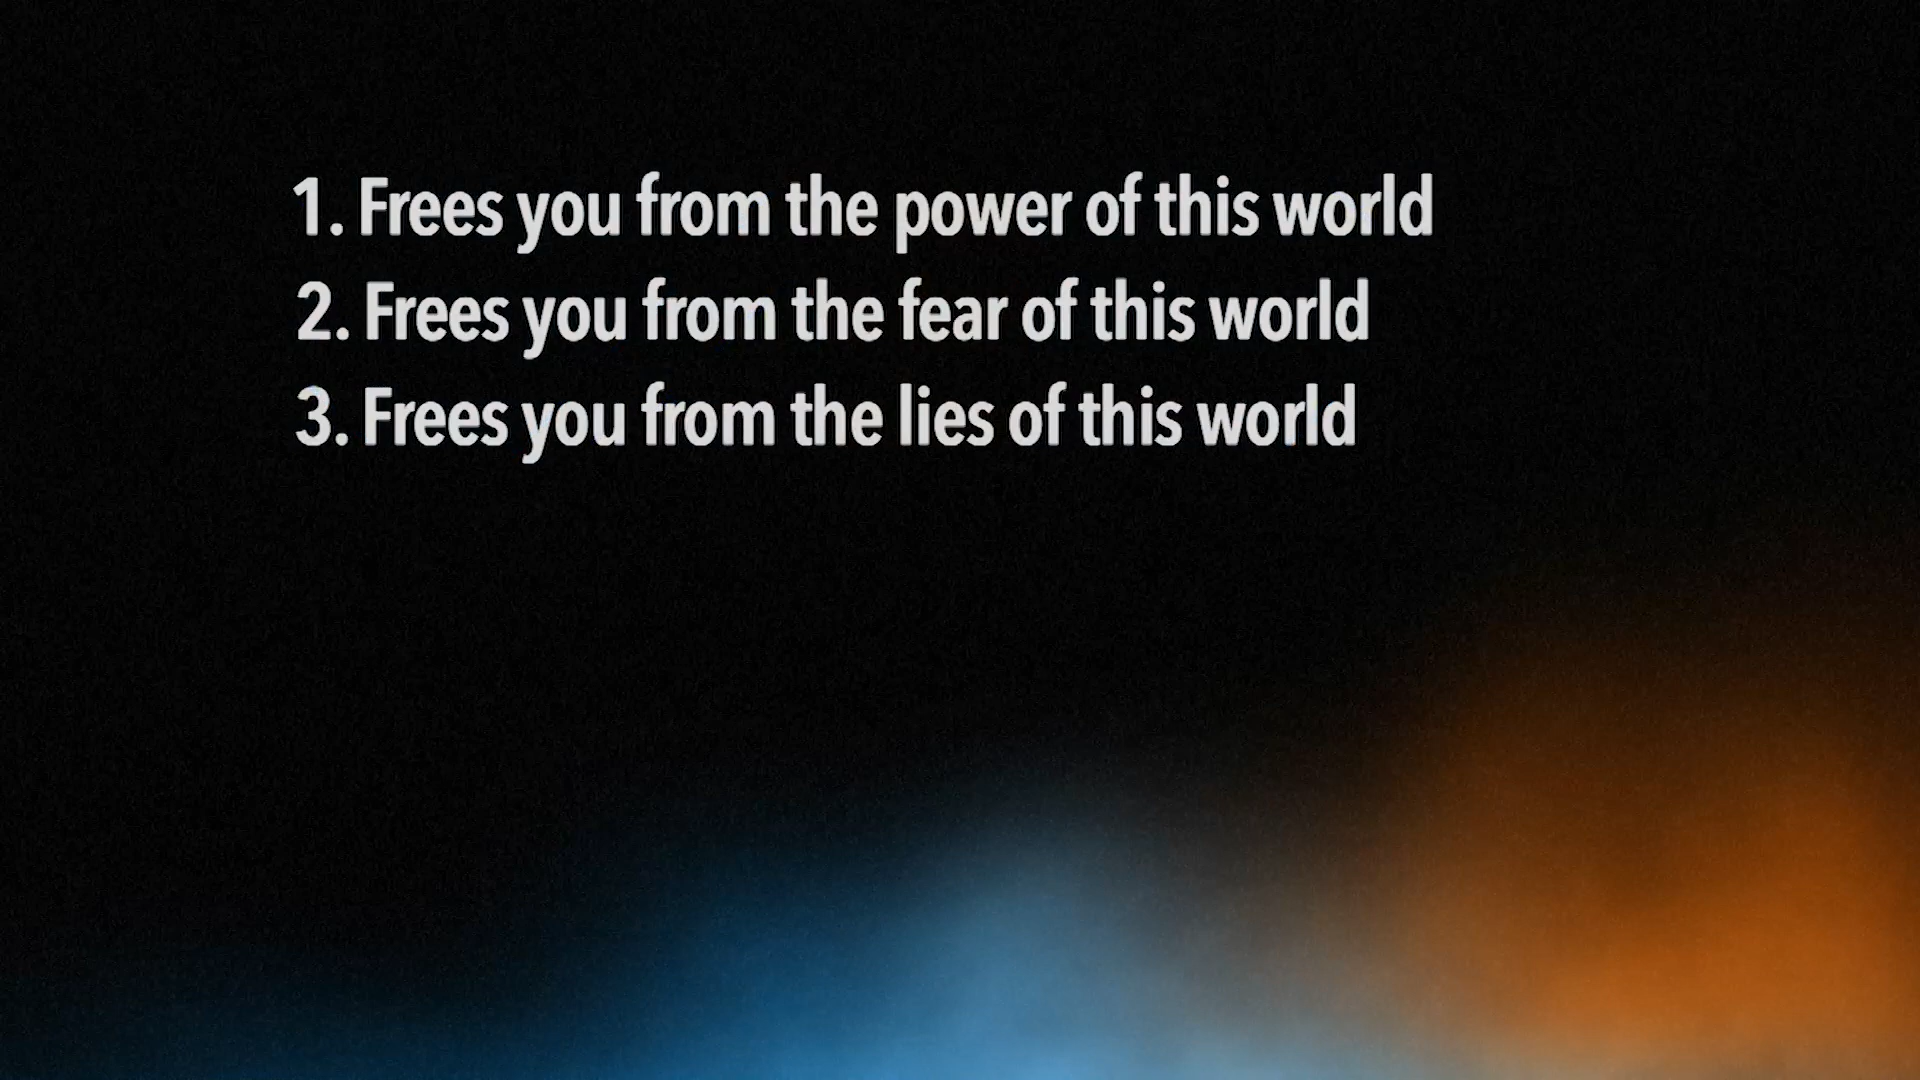 1. Frees you from the power of this world
2. Frees you from the fear of this world
3. Frees you from the lies of this world